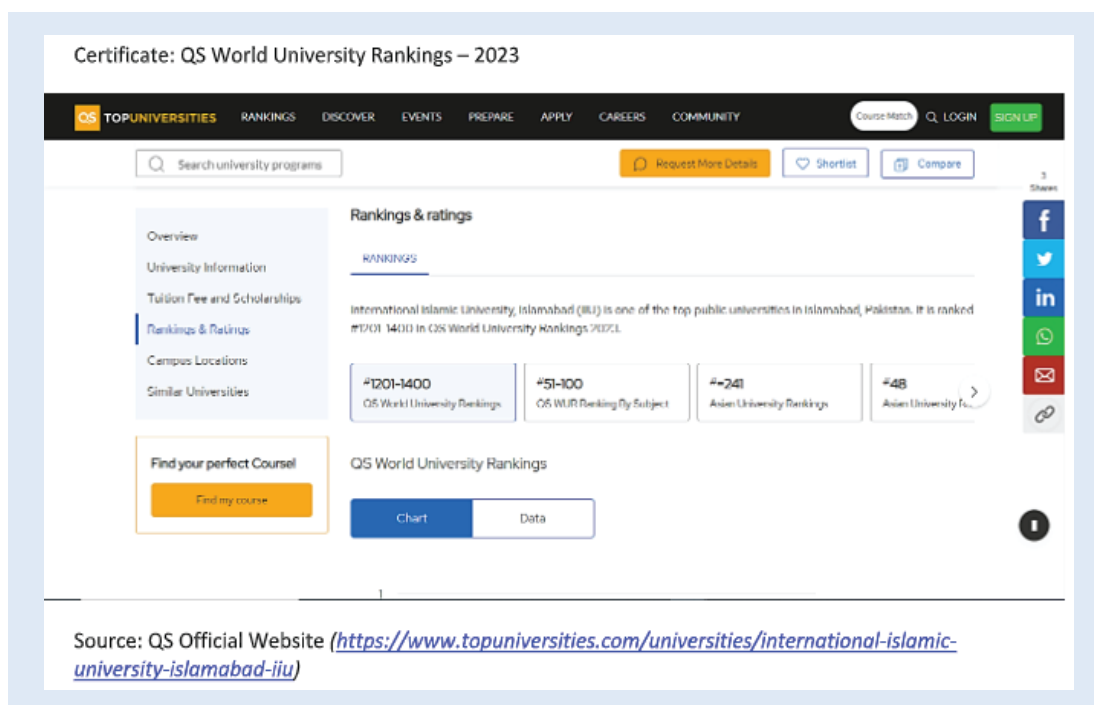 Certificate: QS World University Rankings – 2023
QS TOPUNIVERSITIES RANKINGS DISCOVER EVENTS PREPARE APPLY CAREERS COMMUNITY Course Match LOGIN SIGN UP
Search university programs Request More Details Shortlist Compare
3
Shares
Overview
University Information
Tuition Fee and Scholarships
Rankings & Ratings
Campus Locations
Similar Universities
Find your perfect Course!
Find my course
Rankings & ratings
RANKINGS
International Islamic University, Islamabad (IIU) is one of the top public universities in Islamabad, Pakistan. It is ranked
#1201-1400 in QS World University Rankings 2023.
#1201-1400
QS World University Rankings
#51-100
QS WUR Ranking By Subject
#=241
Asian University Rankings
#48
Asian University
QS World University Rankings
Chart Data
1
Source: QS Official Website (https://www.topuniversities.com/universities/international-islamic-
university-islamabad-iiu)